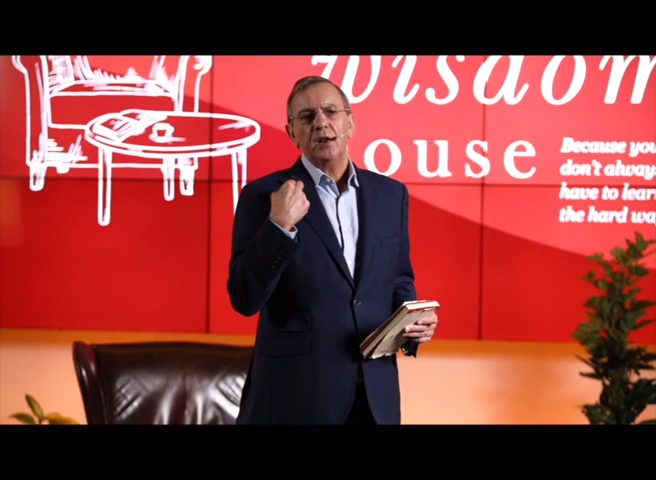 wisdom
ouse
Because you
don't always
have to learn
the hard way